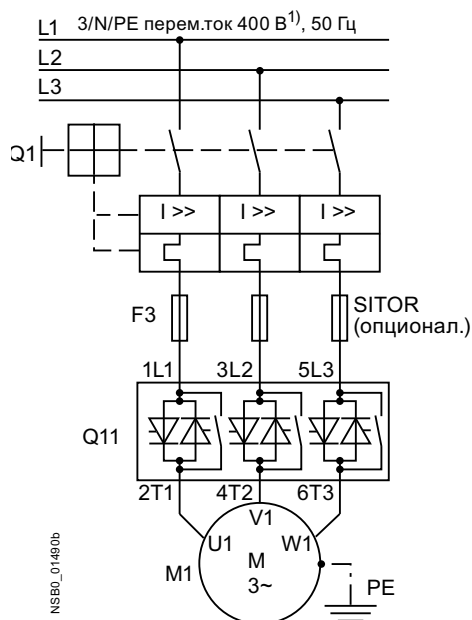 L1 3/N/PE перем.ток 400 В1), 50 Гц
L2
L3
Q1
I >> I >> I >>
F3
SITOR
(опционал.)
1L1 3L2 5L3
Q11
2T1 4T2 6T3
V1
U1 W1
M1 M
3~
PE
NSB0_01490b